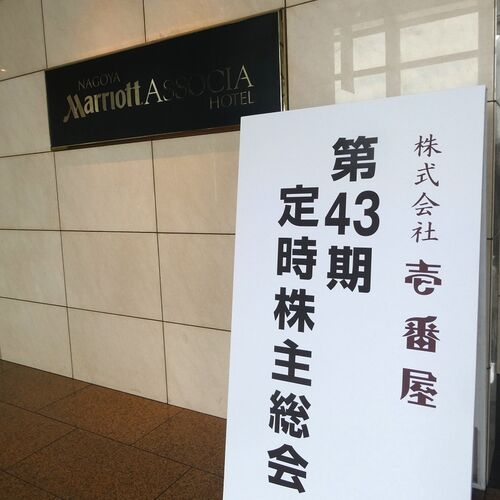 NAGOYA
Marriott ASSOCIA
HOTEL
株式会社 壱番屋
第43期
定時株主総会